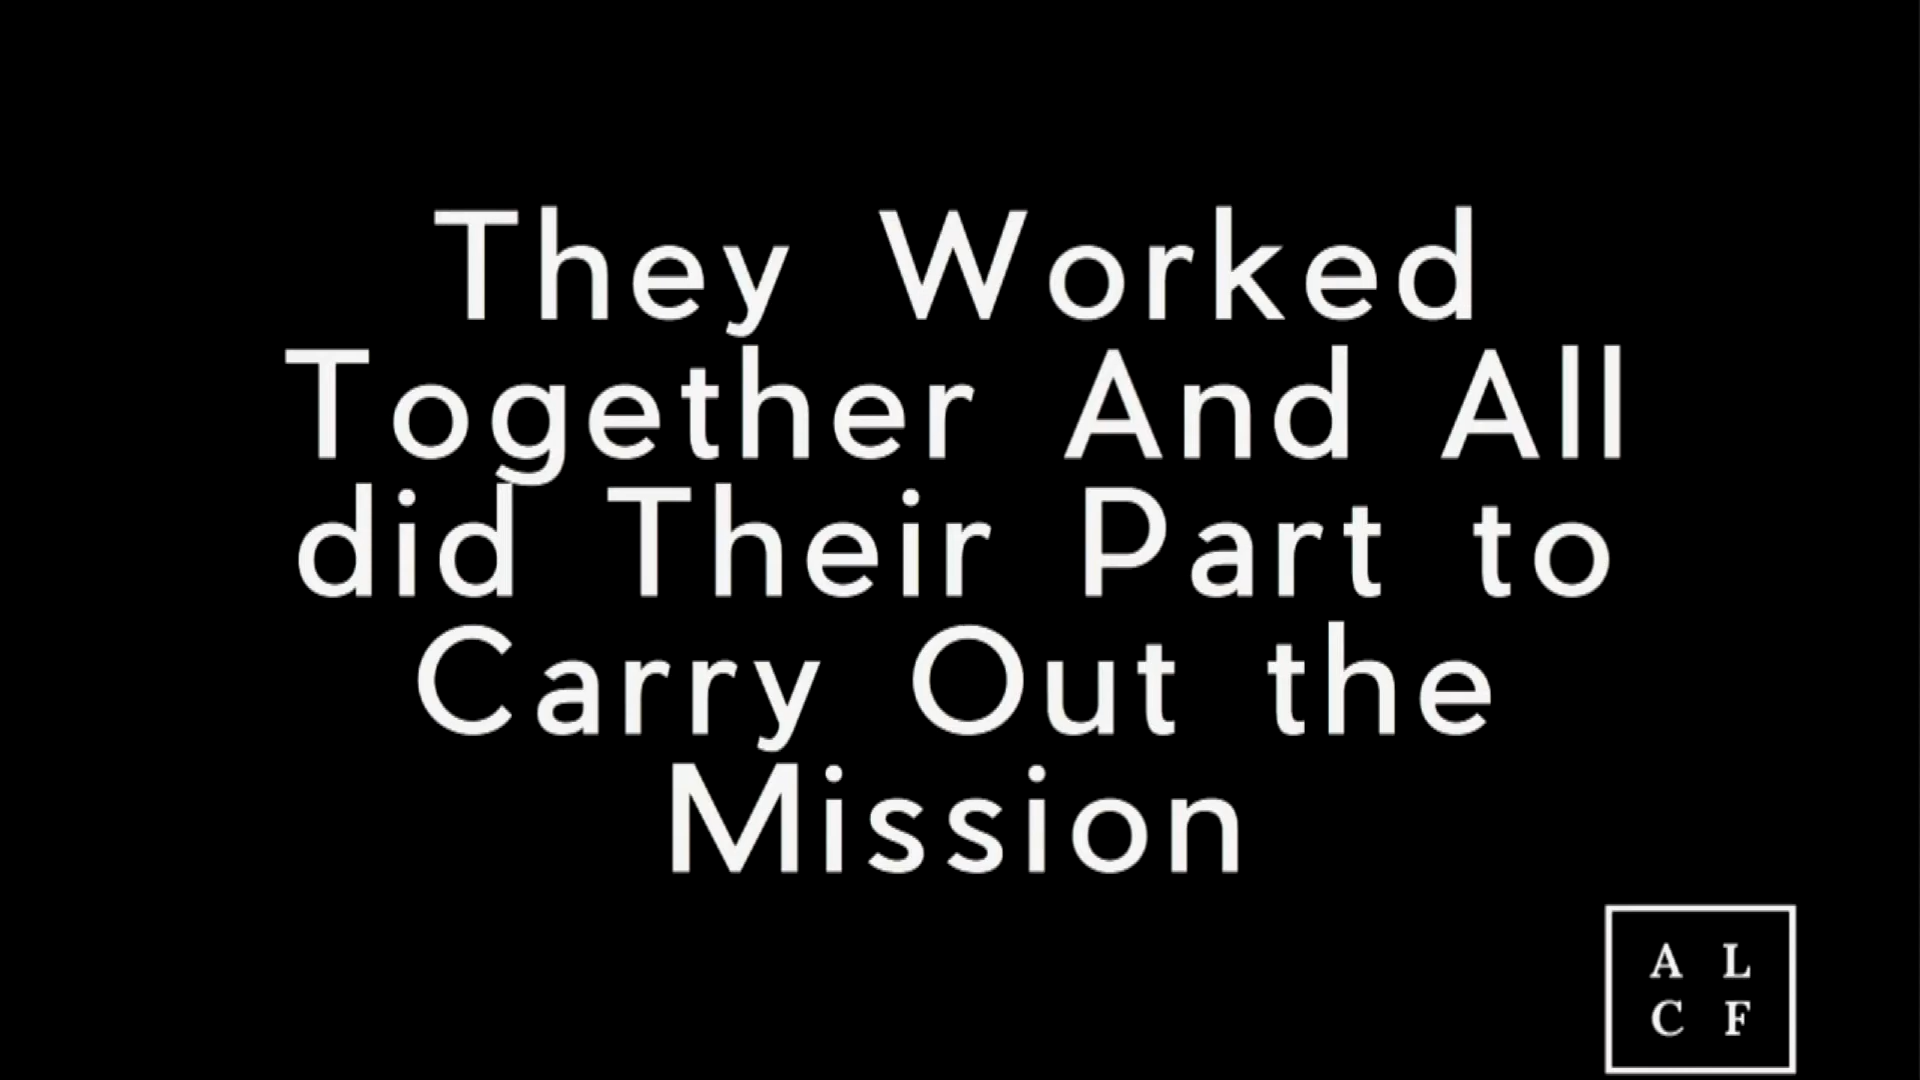 They Worked
Together And All
did Their Part to
Carry Out the
Mission
A L
C F